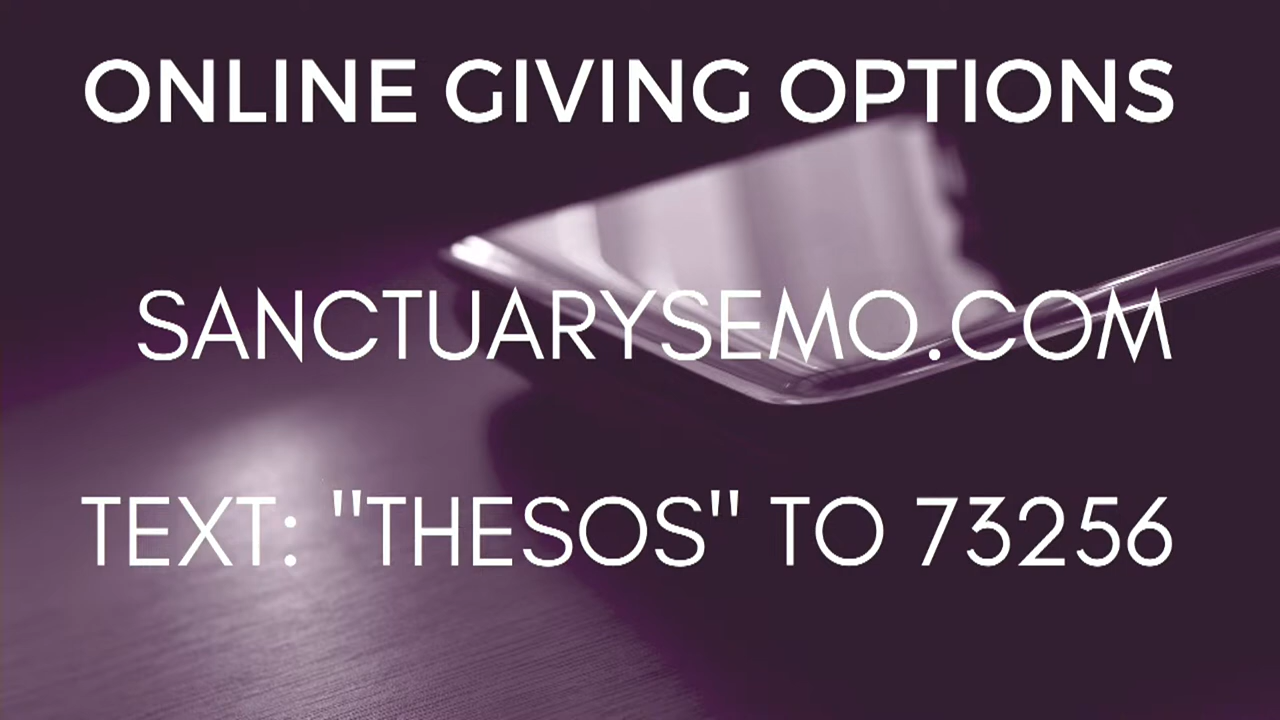 ONLINE GIVING OPTIONS
SANCTUARYSEMO.COM
TEXT: "THESOS" TO 73256